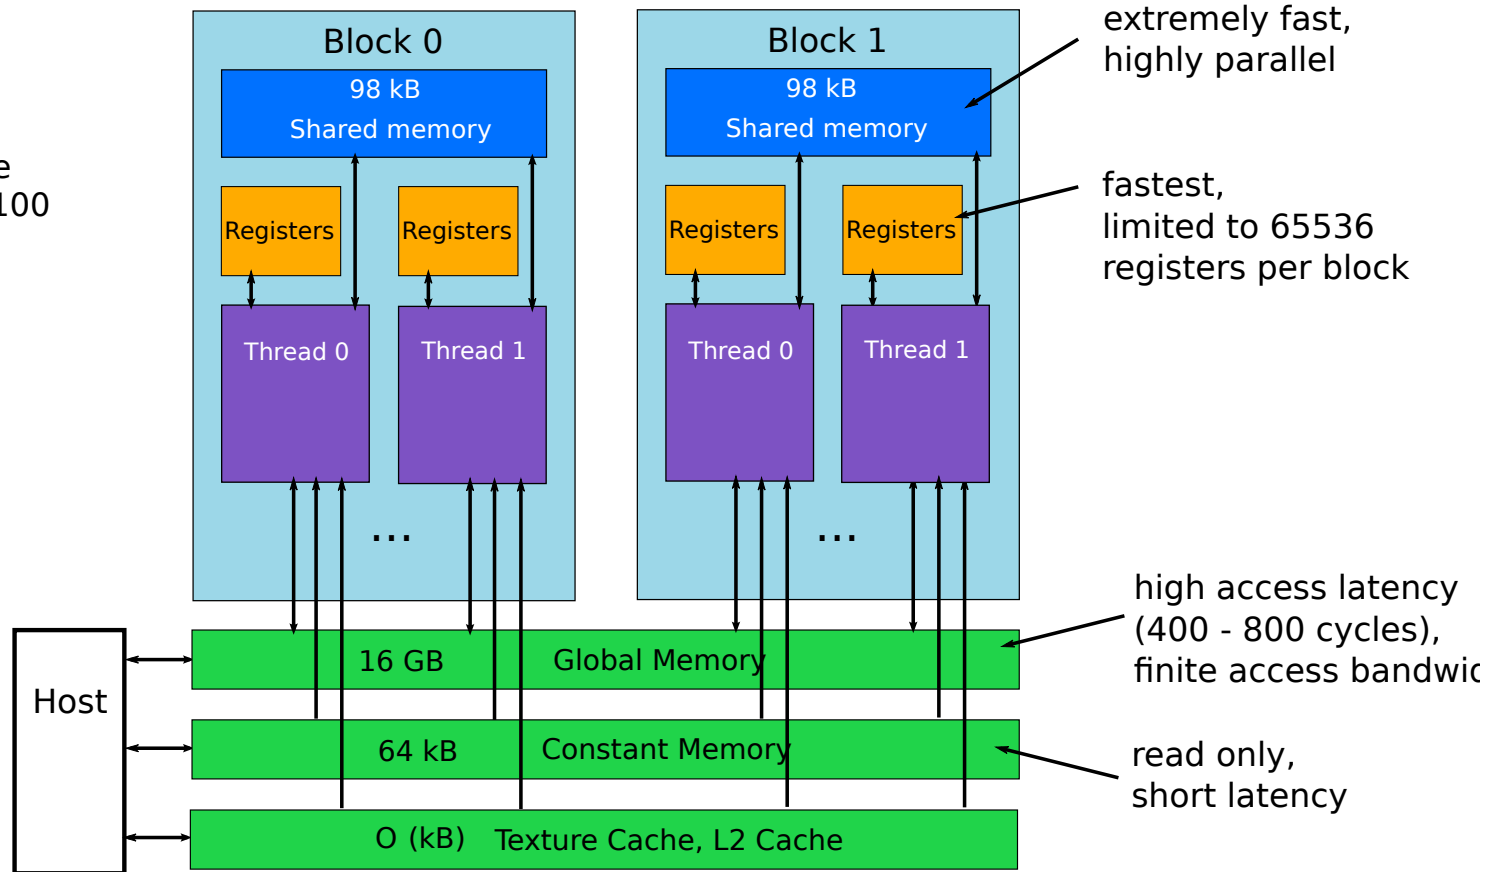 Block 0
98 kB
Shared memory
Registers
Registers
Thread 0
Thread 1
...
Block 1
98 kB
Shared memory
Registers
Registers
Thread 0
Thread 1
...
extremely fast,
highly parallel
fastest,
limited to 65536
registers per block
100
high access latency
(400 - 800 cycles),
finite access
read only,
short latency
Host
16 GB
Global Memory
64 kB
Constant Memory
O (kB)
Texture Cache, L2 Cache